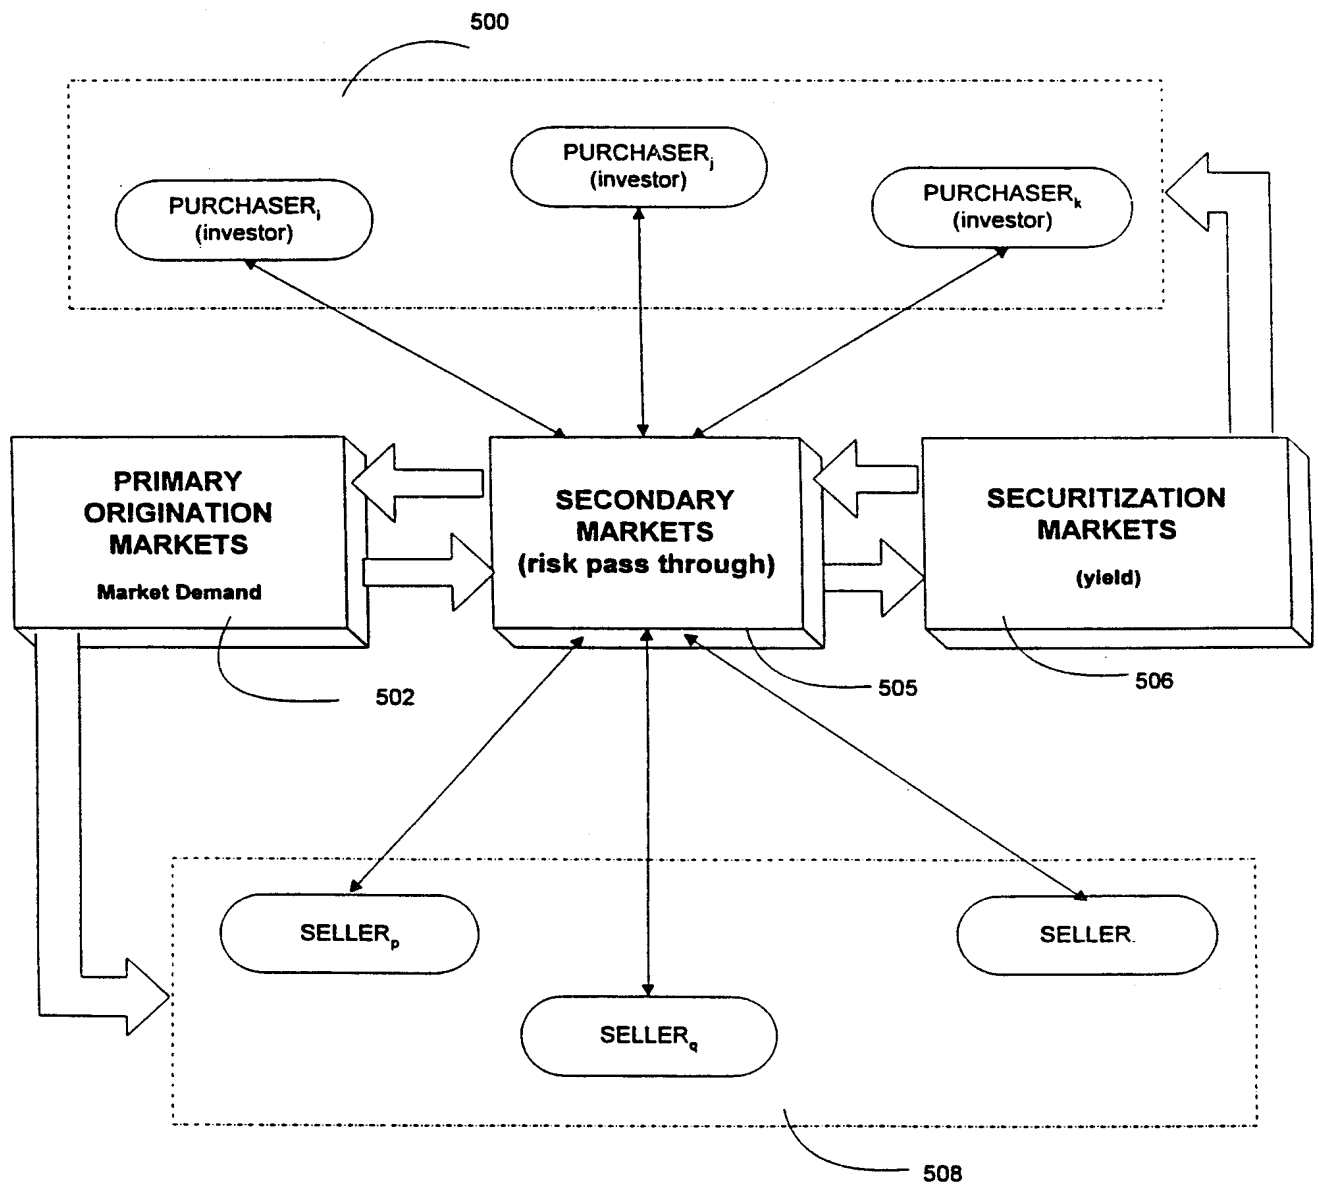 500
PURCHASERi
(investor)
PURCHASERj
(investor)
PURCHASERk
(investor)
PRIMARY
ORIGINATION
MARKETS
Market Demand
SECONDARY
MARKETS
(risk pass through)
SECURITIZATION
MARKETS
(yield)
502
505
506
SELLERp
SELLERq
SELLER
508